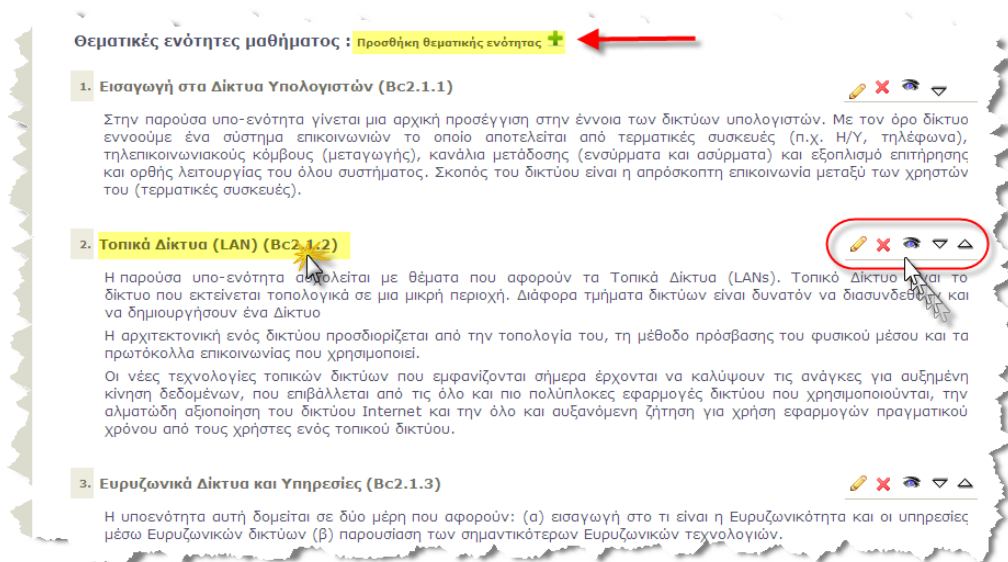 Θεματικές ενότητες μαθήματος : Προσθήκη θεματικής ενότητας
1. Εισαγωγή στα Δίκτυα Υπολογιστών (Bc2.1.1)
Στην παρούσα υπο-ενότητα γίνεται μια αρχική προσέγγιση στην έννοια των δικτύων υπολογιστών. Με τον όρο δίκτυο
εννοούμε ένα σύστημα επικοινωνιών το οποίο αποτελείται από τερματικές συσκευές (π.χ. Η/Υ, τηλέφωνα),
τηλεπικοινωνιακούς κόμβους (μεταγωγής), κανάλια μετάδοσης (ενσύρματα και ασύρματα) και εξοπλισμό επιτήρησης
και ορθής λειτουργίας του όλου συστήματος. Σκοπός του δικτύου είναι η απρόσκοπτη επικοινωνία μεταξύ των χρηστών
του (τερματικές συσκευές).
2. Τοπικά Δίκτυα (LAN) (Bc2.1.2)
Η παρούσα υπο-ενότητα ασχολείται με θέματα που αφορούν τα Τοπικά Δίκτυα (LANs). Τοπικό Δίκτυο είναι το
δίκτυο που εκτείνεται τοπολογικά σε μια μικρή περιοχή. Διάφορα τμήματα δικτύων είναι δυνατόν να διασυνδεθούν και
να δημιουργήσουν ένα Δίκτυο
Η αρχιτεκτονική ενός δικτύου προσδιορίζεται από την τοπολογία του, τη μέθοδο πρόσβασης του φυσικού μέσου και τα
πρωτόκολλα επικοινωνίας που χρησιμοποιεί.
Οι νέες τεχνολογίες τοπικών δικτύων που εμφανίζονται σήμερα έρχονται να καλύψουν τις ανάγκες για αυξημένη
κίνηση δεδομένων, που επιβάλλεται από τις όλο και πιο πολύπλοκες εφαρμογές δικτύου που χρησιμοποιούνται, την
αλματώδη αξιοποίηση του δικτύου Internet και την όλο και αυξανόμενη ζήτηση για χρήση εφαρμογών πραγματικού
χρόνου από τους χρήστες ενός τοπικού δικτύου.
3. Ευρυζωνικά Δίκτυα και Υπηρεσίες (Bc2.1.3)
Η υποενότητα αυτή δομείται σε δύο μέρη που αφορούν: (α) εισαγωγή στο τι είναι η Ευρυζωνικότητα και οι υπηρεσίες
μέσω Ευρυζωνικών δικτύων (β) παρουσίαση των σημαντικότερων Ευρυζωνικών τεχνολογιών.